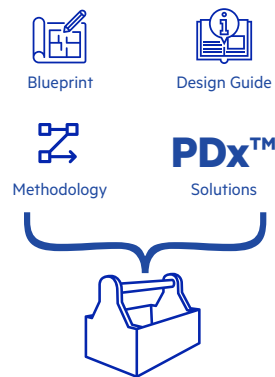 Blueprint
Design Guide
PDx™
Methodology
Solutions